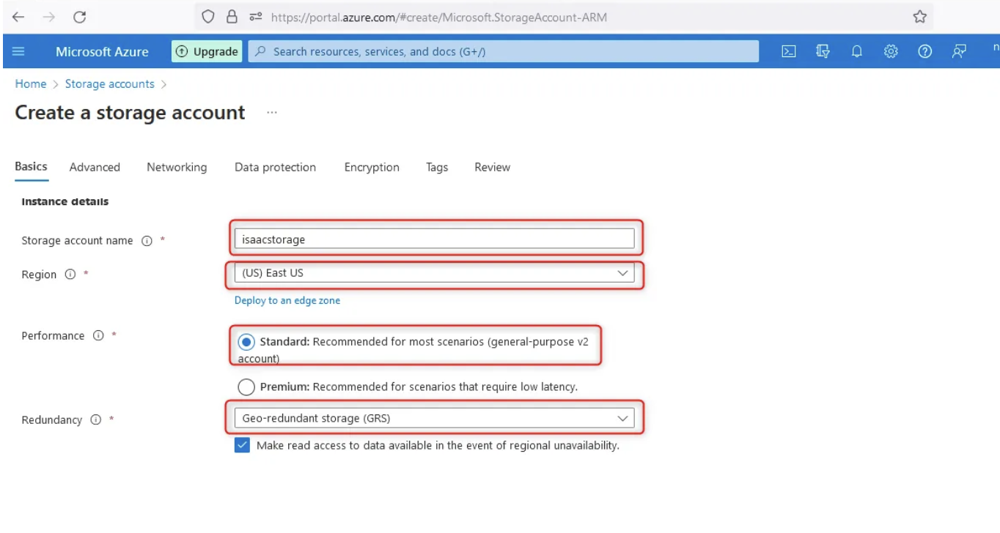 https://portal.azure.com/#create/Microsoft.StorageAccount-ARM
Microsoft Azure Upgrade Search resources, services, and docs (G+/)
Home > Storage accounts >
Create a storage account ...
Basics Advanced Networking Data protection Encryption Tags Review
Instance details
Storage account name * isaacstorage
Region * (US) East US
Deploy to an edge zone
Performance * Standard: Recommended for most scenarios (general-purpose v2
account)
Premium: Recommended for scenarios that require low latency.
Redundancy * Geo-redundant storage (GRS)
Make read access to data available in the event of regional unavailability.